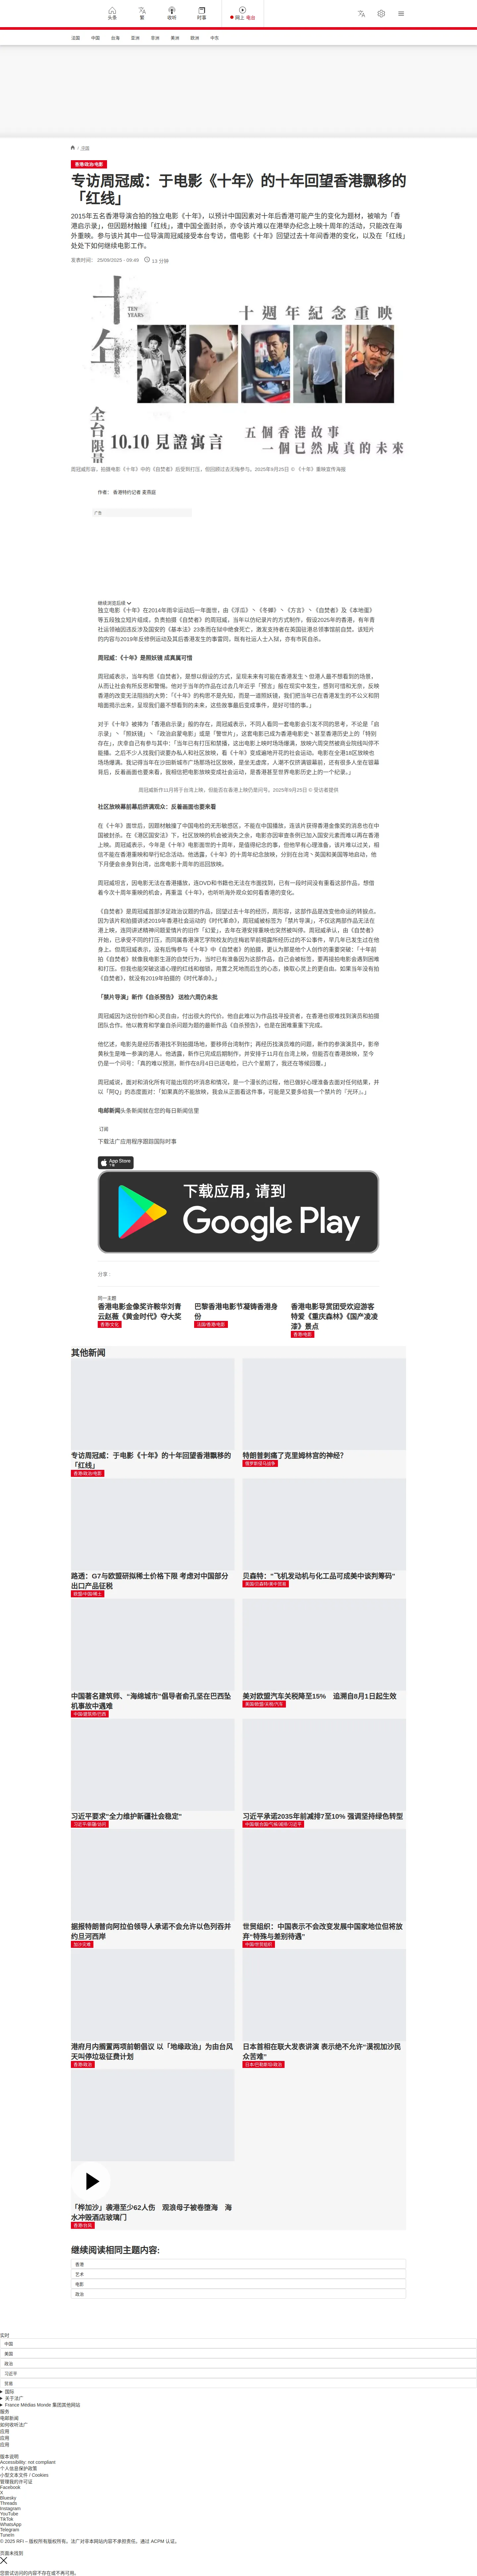 头条
繁
收听
时事
网上 电台
法国
中国
台海
亚洲
非洲
美洲
欧洲
中东
/ 法国
香港/政治/电影
专访周冠威：于电影《十年》的十年回望香港飘移的「红线」
2015年五名香港导演合拍的独立电影《十年》，以预计中国因素对十年后香港可能产生的变化为题材，被喻为「香港启示录」，但因题材触撞「红线」，遭中国全面封杀，亦令该片难以在港举办纪念上映十周年的活动，只能改在海外重映。参与该片其中一位导演周冠威接受本台专访，借电影《十年》回望过去十年间香港的变化，以及在「红线」处处下如何继续电影工作。
发表时间： 25/09/2025 - 09:46
13 分钟
十年
TEN YEARS
十週年紀念重映
全台限量
10.10 見證寓言
五個香港故事
一個已然成真的未來
周冠威形容，拍摄电影《十年》中的《自焚者》后受到打压，但回顾过去无悔参与。2025年9月25日 © 《十年》重映宣传海报
作者： 香港特约记者 麦燕庭
广告
继续浏览后续
独立电影《十年》在2014年雨伞运动后一年面世，由《浮瓜》丶《冬蝉》丶《方言》丶《自焚者》及《本地蛋》等五段独立短片组成，负责拍摄《自焚者》的周冠威，当年以仿纪录片的方式制作，假设2025年的香港，有年青社运领袖因违反涉及国安的《基本法》23条而在狱中绝食死亡，激发支持者在英国驻港总领事馆前自焚。该短片的内容与2019年反修例运动及其后香港发生的事雷同，既有社运人士入狱，亦有市民自杀。
周冠威：《十年》是照妖镜 成真属可惜
周冠威表示，当年构思《自焚者》，是想以假设的方式，呈现未来有可能在香港发生丶但港人最不想看到的场景，从而让社会有所反思和警惕。他对于当年的作品在过去几年近乎「预言」般在现实中发生，感到可惜和无奈，反映香港的改变无法阻挡的大势：「《十年》的构思不是先知，而是一道照妖镜，我们把当年已在香港发生的不公义和阴暗面揭示出来，呈现我们最不想看到的未来，这些故事最后变成事件，是好可惜的事。」
对于《十年》被捧为「香港启示录」般的存在，周冠威表示，不同人看同一套电影会引发不同的思考，不论是「启示录」丶「照妖镜」丶「政治启蒙电影」或是「警世片」，这套电影已成为香港电影史丶甚至香港历史上的「特别存在」，庆幸自己有参与其中：「当年已有打压和禁播，这出电影上映时场场爆满，放映六周突然被商业院线叫停不能播。之后不少人找我们说要办私人和社区放映，看《十年》变成遍地开花的社会运动。电影在全港18区放映也场场爆满。我记得当年在沙田新城市广场那场社区放映，是坐无虚席，人潮不仅挤满银幕前，还有很多人坐在银幕背后，反看画面也要来看，我相信把电影放映变成社会运动，是香港甚至世界电影历史上的一个纪录。」
周冠威新作11月将于台湾上映，但能否在香港上映仍是问号。2025年9月25日 © 受访者提供
社区放映幕前幕后挤满观众：反看画面也要来看
在《十年》面世后，因题材触撞了中国电检的无形敏感区，不能在中国播放，连该片获得香港金像奖的消息也在中国被封杀。在《港区国安法》下，社区放映的机会被消失之余，电影亦因审查条例已加入国安元素而难以再在香港上映。周冠威表示，今年是《十年》电影面世的十周年，是值得纪念的事，但他早有心理准备，该片难以过关，相信不能在香港重映和举行纪念活动。他透露，《十年》的十周年纪念放映，分别在台湾丶英国和美国等地启动，他下月便会亲身到台湾，出席电影十周年的巡回放映。
周冠威坦言，因电影无法在香港播放，连DVD和书籍也无法在市面找到，已有一段时间没有重看这部作品，想借着今次十周年重映的机会，再重温《十年》，也听听海外观众如何看香港的变化。
《自焚者》是周冠威首部涉足政治议题的作品，回望过去十年的经历，周形容，这部作品是改变他命运的转捩点。因为该片和拍摄讲述2019年香港社会运动的《时代革命》，周冠威被标签为「禁片导演」，不仅这两部作品无法在港上映，连同讲述精神问题爱情片的旧作「幻爱」，去年在港安排重映也突然被叫停。周冠威承认，由《自焚者》开始，已承受不同的打压，而同属香港演艺学院校友的庄梅岩早前揭露所经历过的不公事件，早几年已发生过在他身上，但周冠威表示，没有后悔参与《十年》中《自焚者》的拍摄，更认为那是他个人创作的重要突破：「《十年》前拍《自焚者》就像我电影生涯的自焚行为，当时已有准备因为这部作品，自己会被标签，要再接拍电影会遇到困难和打压，但我也能突破这道心理的红线和枷锁，用置之死地而后生的心态，换取心灵上的更自由，如果当年没有拍《自焚者》，就没有2019年拍摄的《时代革命》。」
「禁片导演」新作《自杀预告》 送检六周仍未批
周冠威因为这份创作和心灵自由，付出很大的代价，他自此难以为作品找寻投资者，在香港也很难找到演员和拍摄团队合作。他以教育和学童自杀问题为题的最新作品《自杀预告》，也是在困难重重下完成。
他忆述，电影先是经历香港找不到拍摄场地，要移师台湾制作；再经历找演员难的问题，新作的参演演员中，影帝黄秋生是唯一参演的港人。他透露，新作已完成后期制作，并安排于11月在台湾上映，但能否在香港放映，至今仍是一个问号：「真的难以预测，新作在8月4日已送电检，已六个星期了，我还在等候回覆。」
周冠威说，面对和消化所有可能出现的坏消息和情况，是一个漫长的过程，他已做好心理准备去面对任何结果，并以「阿Q」的态度面对：「如果真的不能放映，我会从正面看这件事，可能是又要多给我一个禁片的『光环』。」
电邮新闻头条新闻就在您的每日新闻信里
订阅
下载法广应用程序跟踪国际时事
App Store
下载应用，请到
Google Play
分享 :
同一主题
香港电影金像奖许鞍华刘青云赵薇《黄金时代》夺大奖
香港/文化
巴黎香港电影节凝铸香港身份
法国/香港/电影
香港电影导赏团受欢迎游客特爱《重庆森林》《国产凌凌漆》景点
香港/电影
其他新闻
专访周冠威：于电影《十年》的十年回望香港飘移的「红线」
香港/政治/电影
特朗普刺痛了克里姆林宫的神经？
俄罗斯侵乌战争
路透：G7与欧盟研拟稀土价格下限 考虑对中国部分出口产品征税
欧盟/中国/稀土
贝森特：“飞机发动机与化工品可成美中谈判筹码”
美国/贝森特/美中贸易
中国著名建筑师、“海绵城市”倡导者俞孔坚在巴西坠机事故中遇难
中国/建筑师/巴西
美对欧盟汽车关税降至15% 追溯自8月1日起生效
美国/欧盟/关税/汽车
习近平要求“全力维护新疆社会稳定”
习近平/新疆/治问
习近平承诺2035年前减排7至10% 强调坚持绿色转型
中国/联合国/气候/减排/习近平
据报特朗普向阿拉伯领导人承诺不会允许以色列吞并约旦河西岸
加沙灾难
世贸组织：中国表示不会改变发展中国家地位但将放弃“特殊与差别待遇”
中国/世贸组织
港府月内搁置两项前朝倡议 以「地缘政治」为由台风天叫停垃圾征费计划
香港/政治
日本首相在联大发表讲演 表示绝不允许“漠视加沙民众苦难”
日本/巴勒斯坦/政治
「桦加沙」袭港至少62人伤 观浪母子被卷堕海 海水冲毁酒店玻璃门
香港/台风
继续阅读相同主题内容:
香港
艺术
电影
政治
实时
中国
美国
政治
习近平
贸易
国际
关于法广
France Médias Monde 集团其他网站
服务
电邮新闻
如何收听法广
应用
应用
应用
版本说明
Accessibility: not compliant
个人信息保护政策
小型文本文件 / Cookies
管理我的许可证
Facebook
X
Bluesky
Threads
Instagram
YouTube
TikTok
WhatsApp
Telegram
TuneIn
© 2025 RFI – 版权所有版权所有。法广对非本网站内容不承担责任。通过 ACPM 认证。
页面未找到
您尝试访问的内容不存在或不再可用。